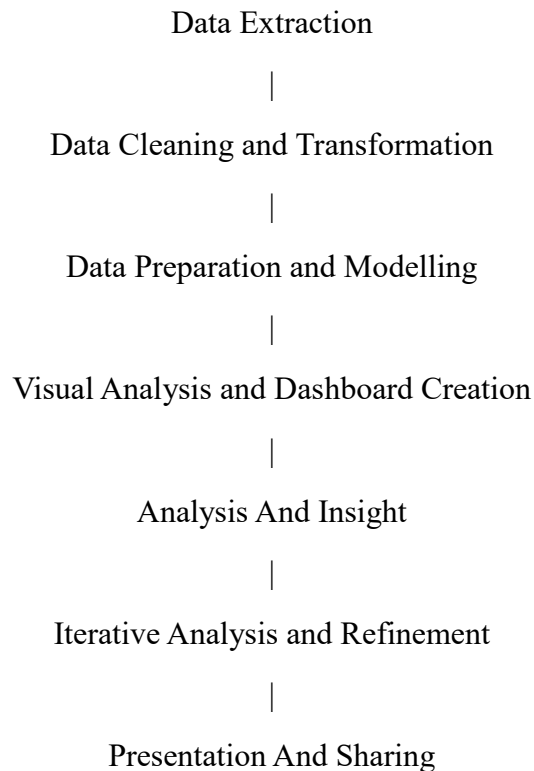 Data Extraction
|
Data Cleaning and Transformation
|
Data Preparation and Modelling
|
Visual Analysis and Dashboard Creation
|
Analysis And Insight
|
Iterative Analysis and Refinement
|
Presentation And Sharing